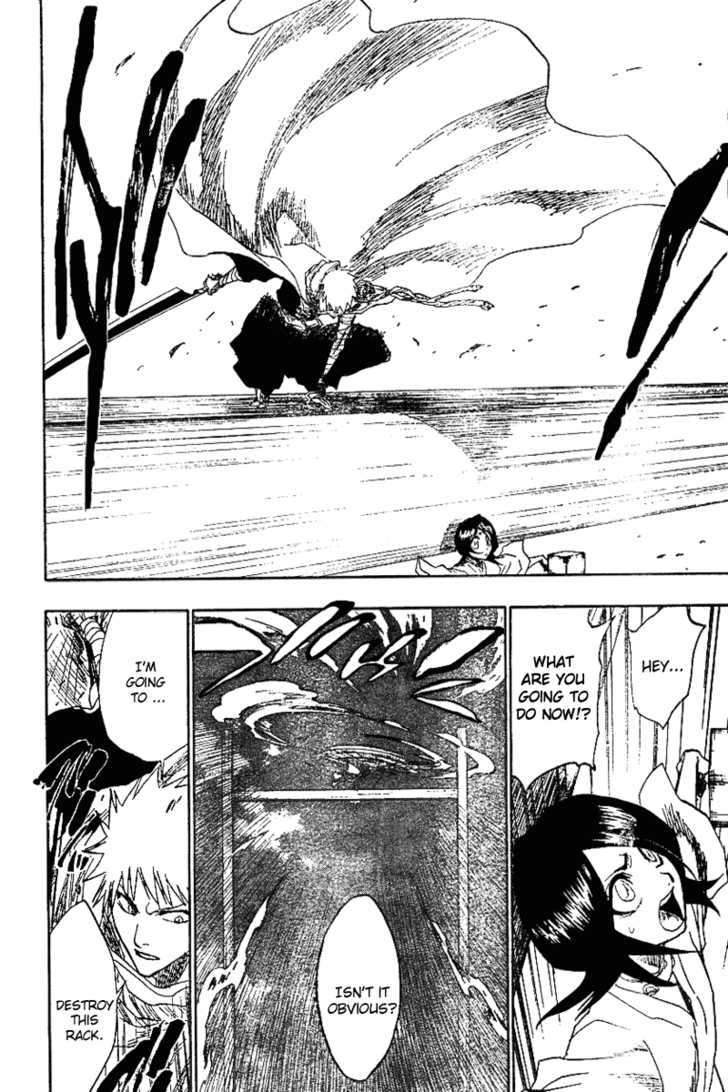 HEY...
WHAT
ARE YOU
GOING TO
DO NOW!?
ISN'T IT
OBVIOUS?
I'M
GOING
TO ...
DESTROY
THIS
RACK.